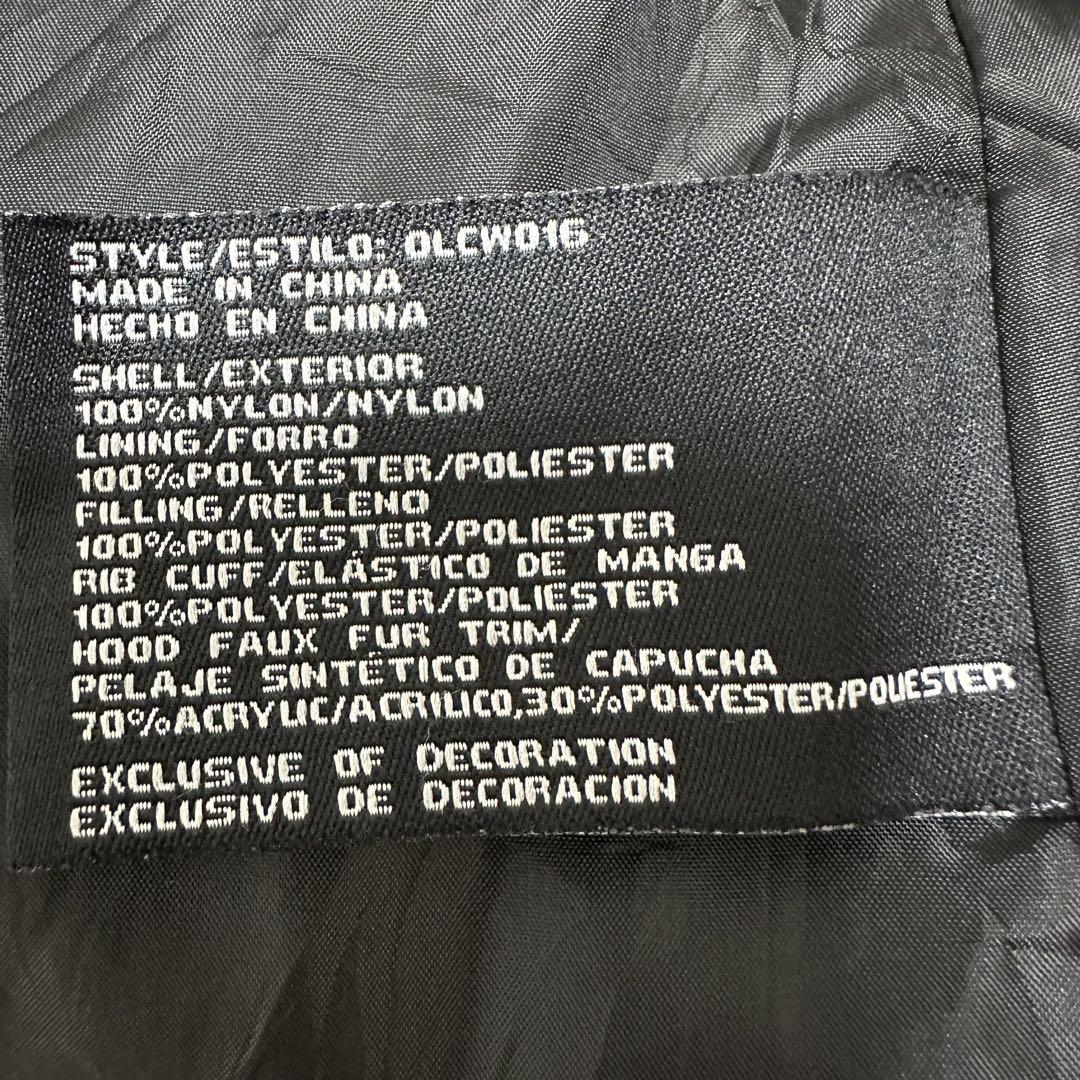 STYLE/ESTILO: OLCW016
MADE IN CHINA
HECHO EN CHINA
SHELL/EXTERIOR
100%NYLON/NYLON
LINING/FORRO
100%POLYESTER/POLIESTER
FILLING/RELLENO
100%POLYESTER/POLIESTER
RIB CUFF/ELÁSTICO DE MANGA
100%POLYESTER/POLIESTER
HOOD FAUX FUR TRIM/
PELAJE SINTÉTICO DE CAPUCHA
70%ACRYLIC/ACRILICO,30%POLYESTER/POLIESTER
EXCLUSIVE OF DECORATION
EXCLUSIVO DE DECORACION